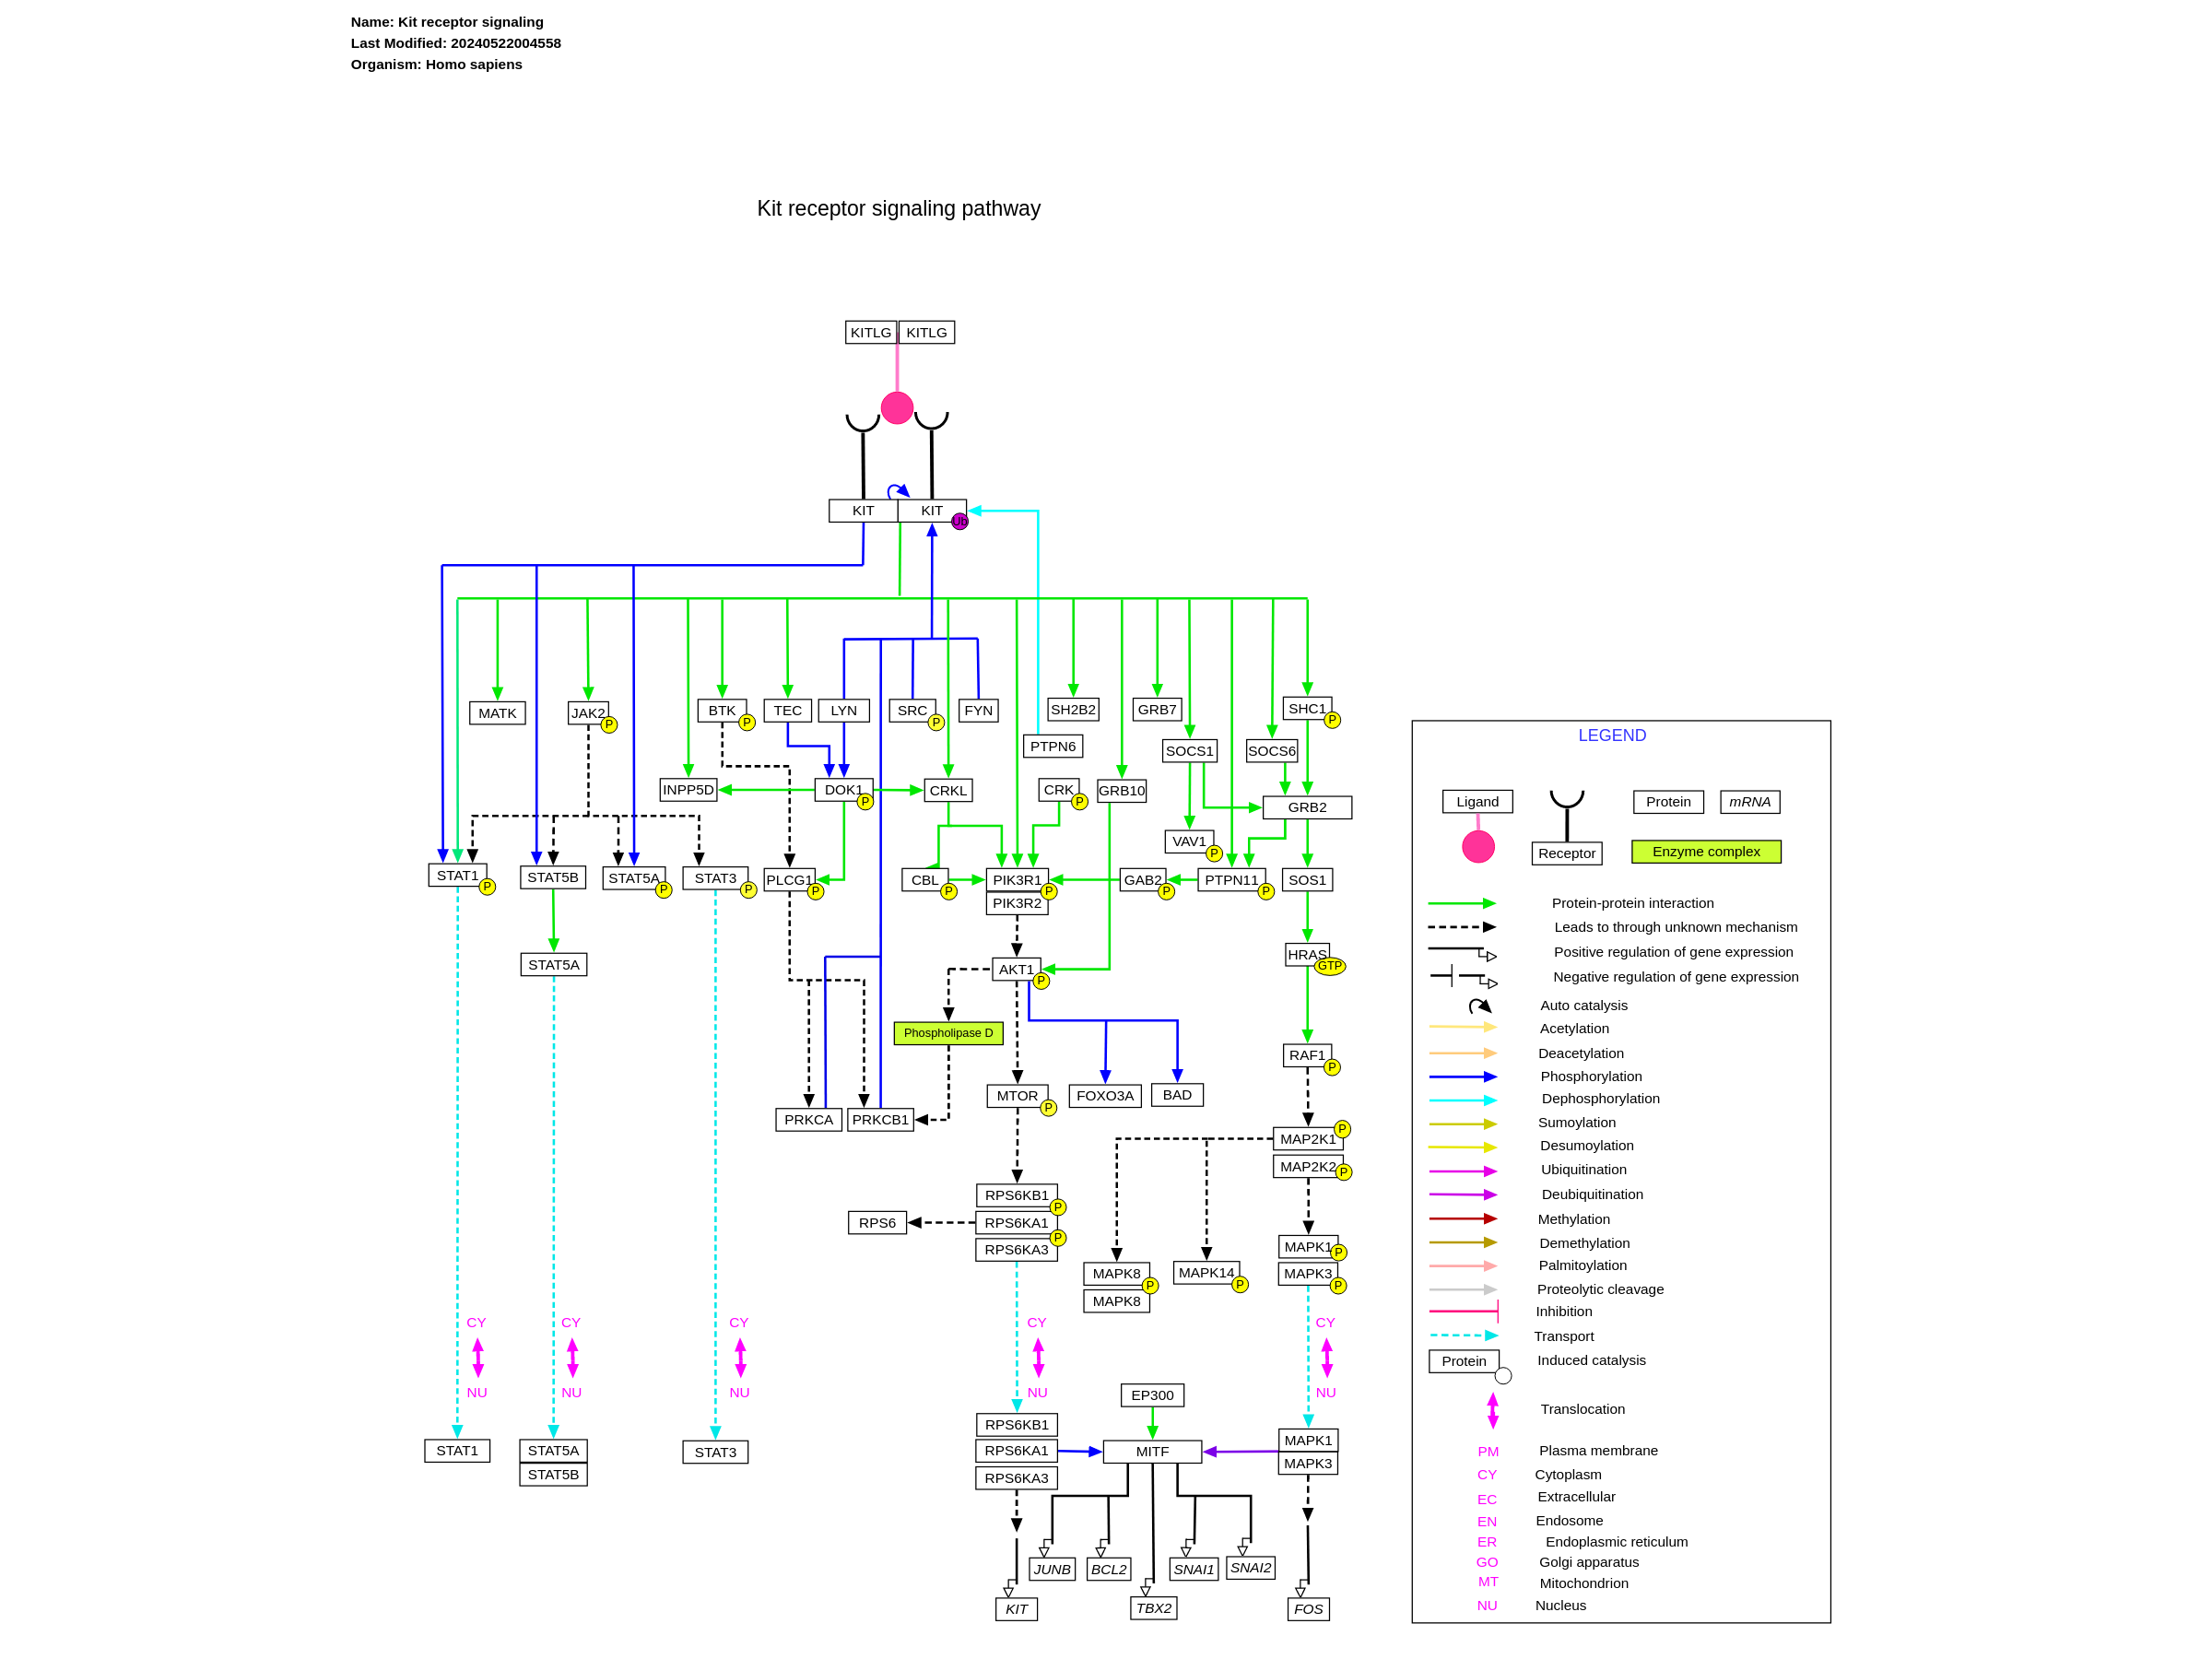 Name: Kit receptor signaling
Last Modified: 20240522004558
Organism: Homo sapiens
Kit receptor signaling pathway
KITLG KITLG
KIT KIT
Ub
MATK
JAK2
P
BTK
P
TEC
LYN
SRC
P
FYN
SH2B2
GRB7
SHC1
P
PTPN6
SOCS1
SOCS6
INPP5D
DOK1
P
CRKL
CRK
P
GRB10
GRB2
VAV1
P
STAT1
P
STAT5B
STAT5A
P
STAT3
P
PLCG1
P
CBL
P
PIK3R1
P
PIK3R2
GAB2
P
PTPN11
P
SOS1
STAT5A
AKT1
P
HRAS
GTP
Phospholipase D
RAF1
P
PRKCA
PRKCB1
MTOR
P
FOXO3A
BAD
MAP2K1
P
MAP2K2
P
RPS6
RPS6KB1
P
RPS6KA1
P
RPS6KA3
MAPK8
P
MAPK8
MAPK14
P
MAPK1
P
MAPK3
P
CY
CY
CY
CY
CY
NU
NU
NU
NU
NU
STAT1
STAT5A
STAT5B
STAT3
RPS6KB1
RPS6KA1
RPS6KA3
EP300
MITF
MAPK1
MAPK3
JUNB
BCL2
SNAI1
SNAI2
KIT
TBX2
FOS
LEGEND
Ligand
Receptor
Protein
mRNA
Enzyme complex
Protein-protein interaction
Leads to through unknown mechanism
Positive regulation of gene expression
Negative regulation of gene expression
Auto catalysis
Acetylation
Deacetylation
Phosphorylation
Dephosphorylation
Sumoylation
Desumoylation
Ubiquitination
Deubiquitination
Methylation
Demethylation
Palmitoylation
Proteolytic cleavage
Inhibition
Transport
Protein Induced catalysis
Translocation
PM Plasma membrane
CY Cytoplasm
EC Extracellular
EN Endosome
ER Endoplasmic reticulum
GO Golgi apparatus
MT Mitochondrion
NU Nucleus